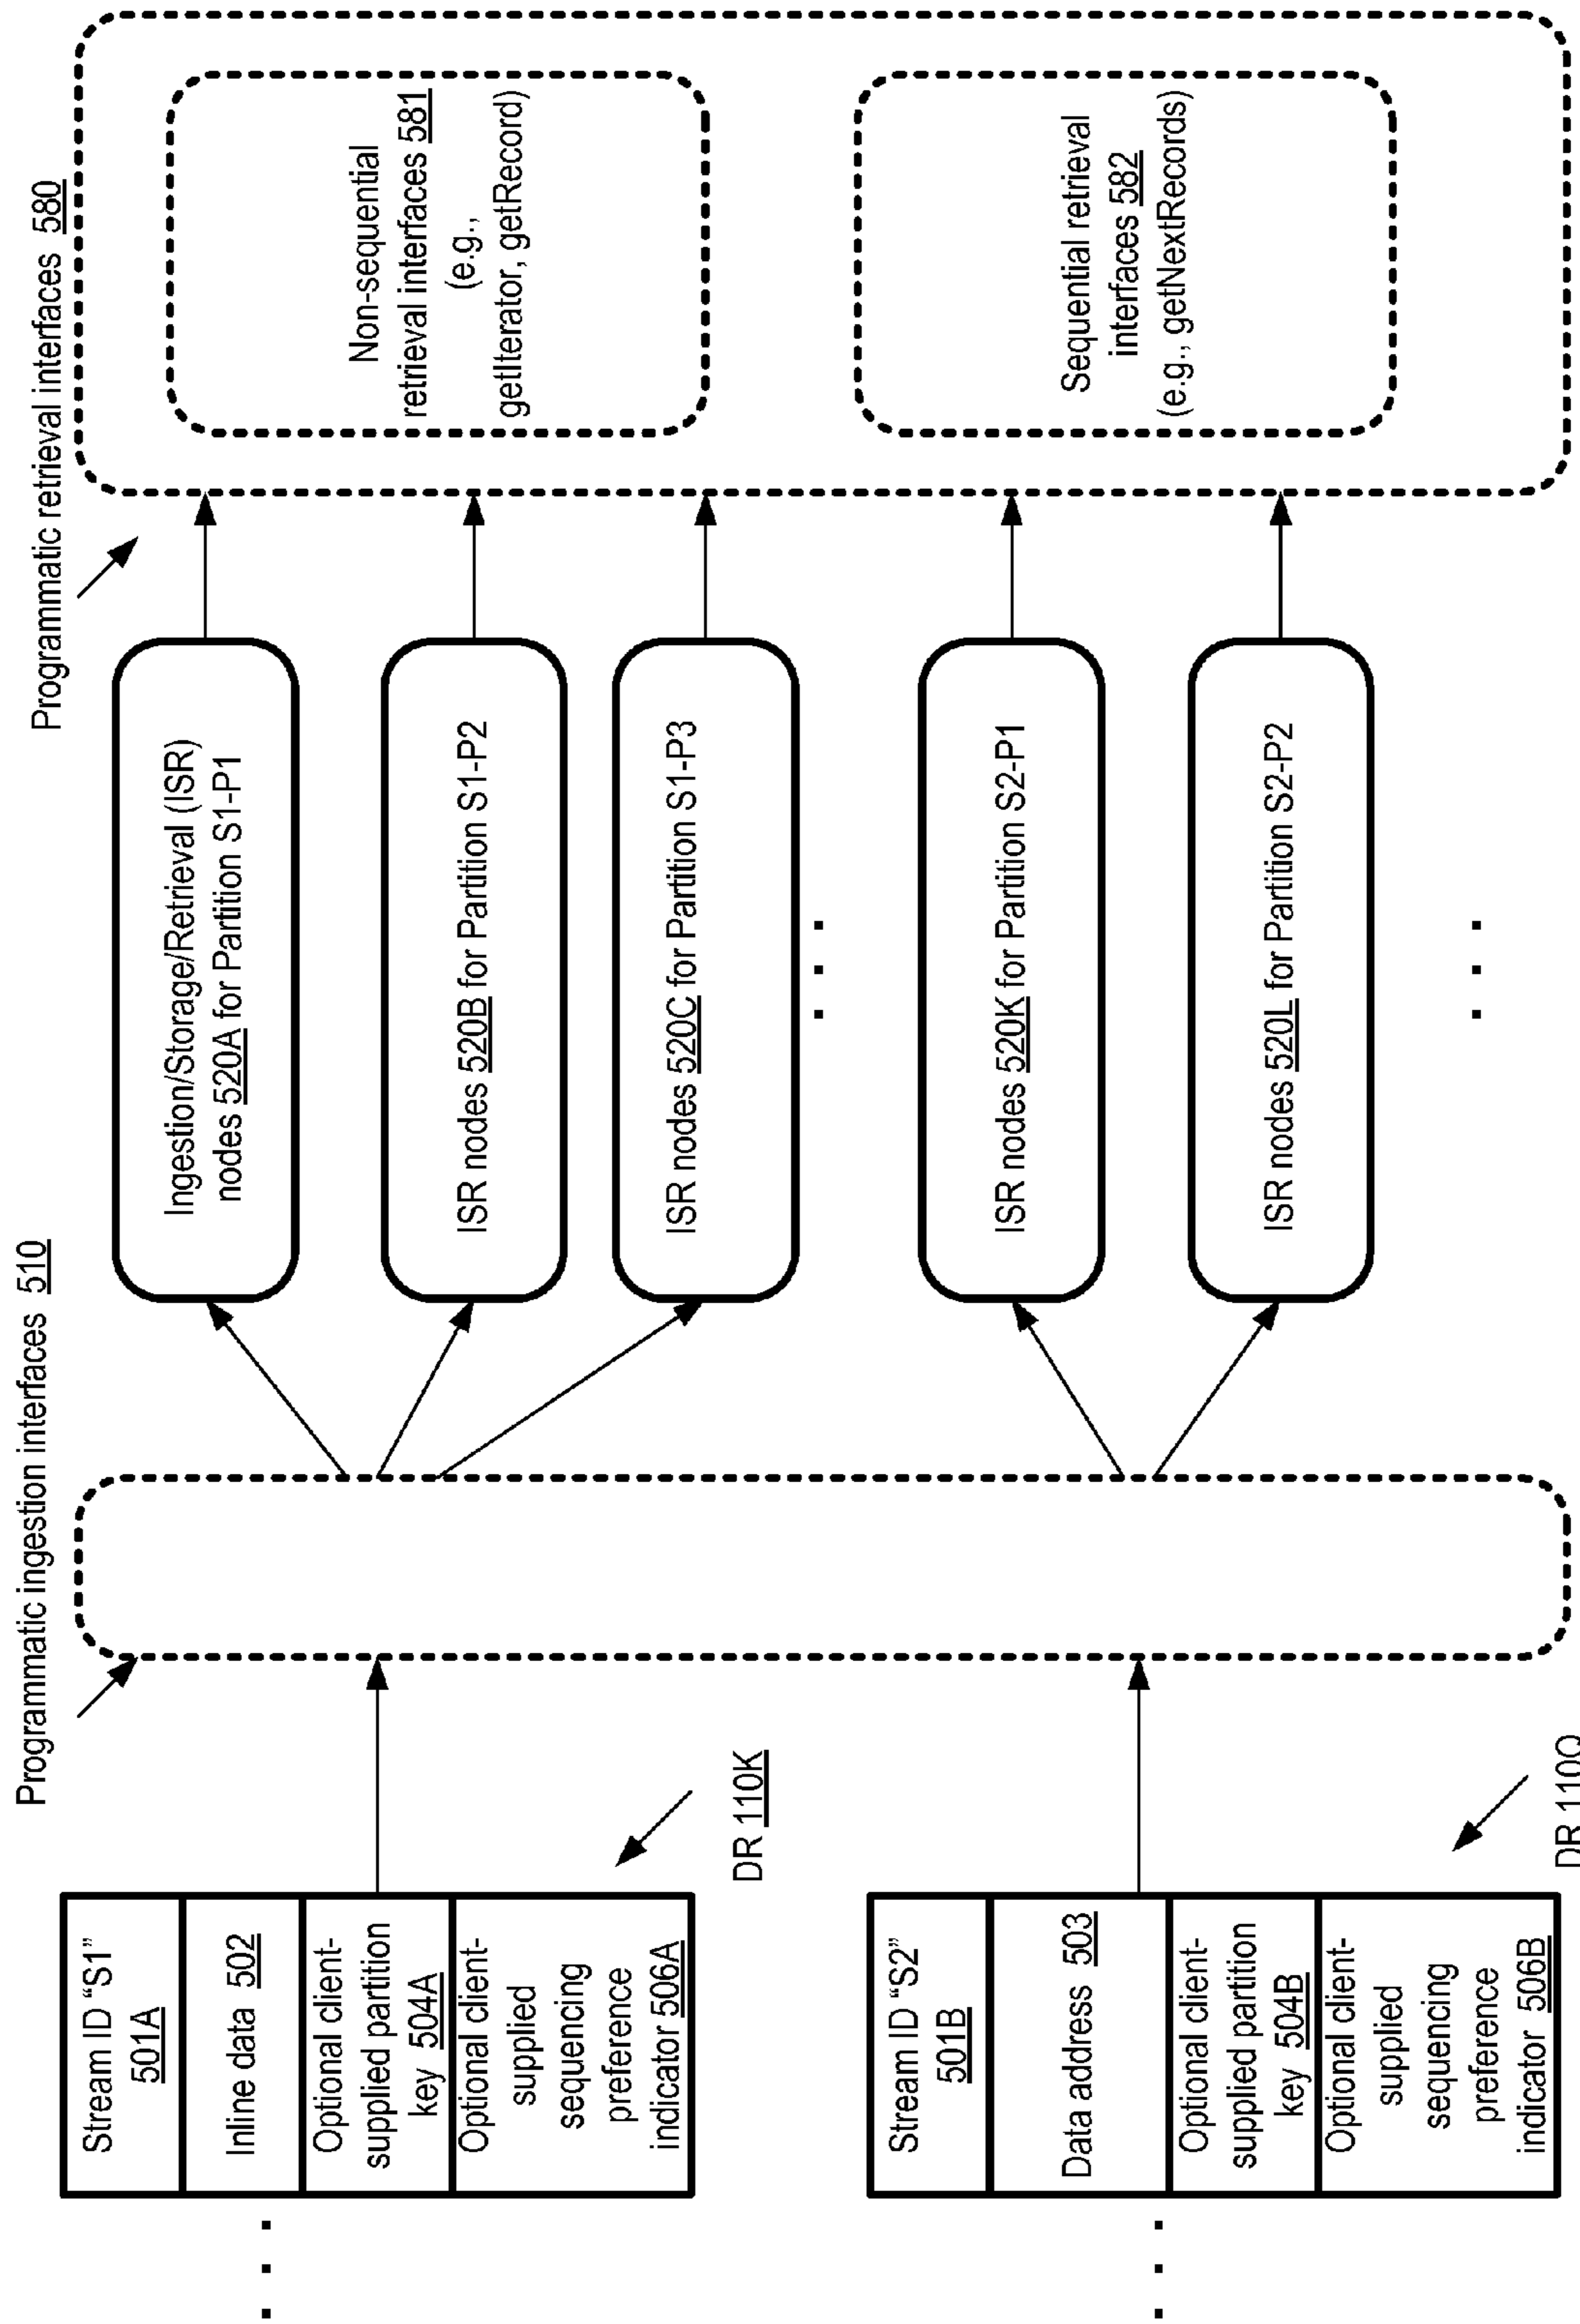 Programmatic ingestion interfaces 510
Programmatic retrieval interfaces 580
Stream ID “S1”
501A
Inline data 502
Optional client-
supplied partition
key 504A
Optional client-
supplied
sequencing
preference
indicator 506A
DR 110K
Stream ID “S2”
501B
Data address 503
Optional client-
supplied partition
key 504B
Optional client-
supplied
sequencing
preference
indicator 506B
Ingestion/Storage/Retrieval (ISR)
nodes 520A for Partition S1-P1
ISR nodes 520B for Partition S1-P2
ISR nodes 520C for Partition S1-P3
ISR nodes 520K for Partition S2-P1
ISR nodes 520L for Partition S2-P2
Non-sequential
retrieval interfaces 581
(e.g.,
getIterator, getRecord)
Sequential retrieval
interfaces 582
(e.g., getNextRecords)
DR